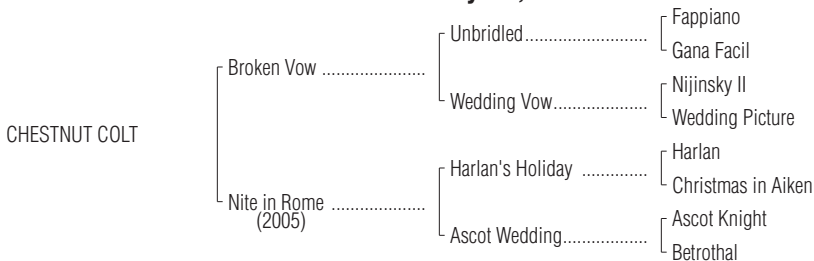 Fappiano
Unbridled..........................
Gana Facil
Broken Vow ......................
Nijinsky II
Wedding Vow....................
Wedding Picture
CHESTNUT COLT
Harlan
Harlan's Holiday ..............
Christmas in Aiken
Nite in Rome ....................
(2005)
Ascot Knight
Ascot Wedding..................
Betrothal